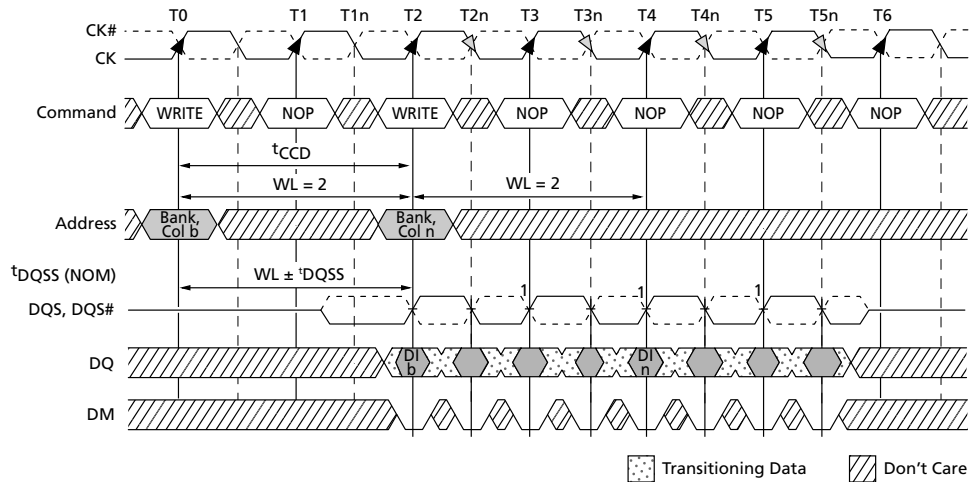 T0 T1 T1n T2 T2n T3 T3n T4 T4n T5 T5n T6
CK#
CK
Command WRITE NOP WRITE NOP NOP NOP NOP
tCCD
WL = 2 WL = 2
Address Bank, Col b Bank, Col n
tDQSS (NOM) WL ± tDQSS
DQS, DQS# 1 1 1
DQ DI b DI n
DM
Transitioning Data Don't Care